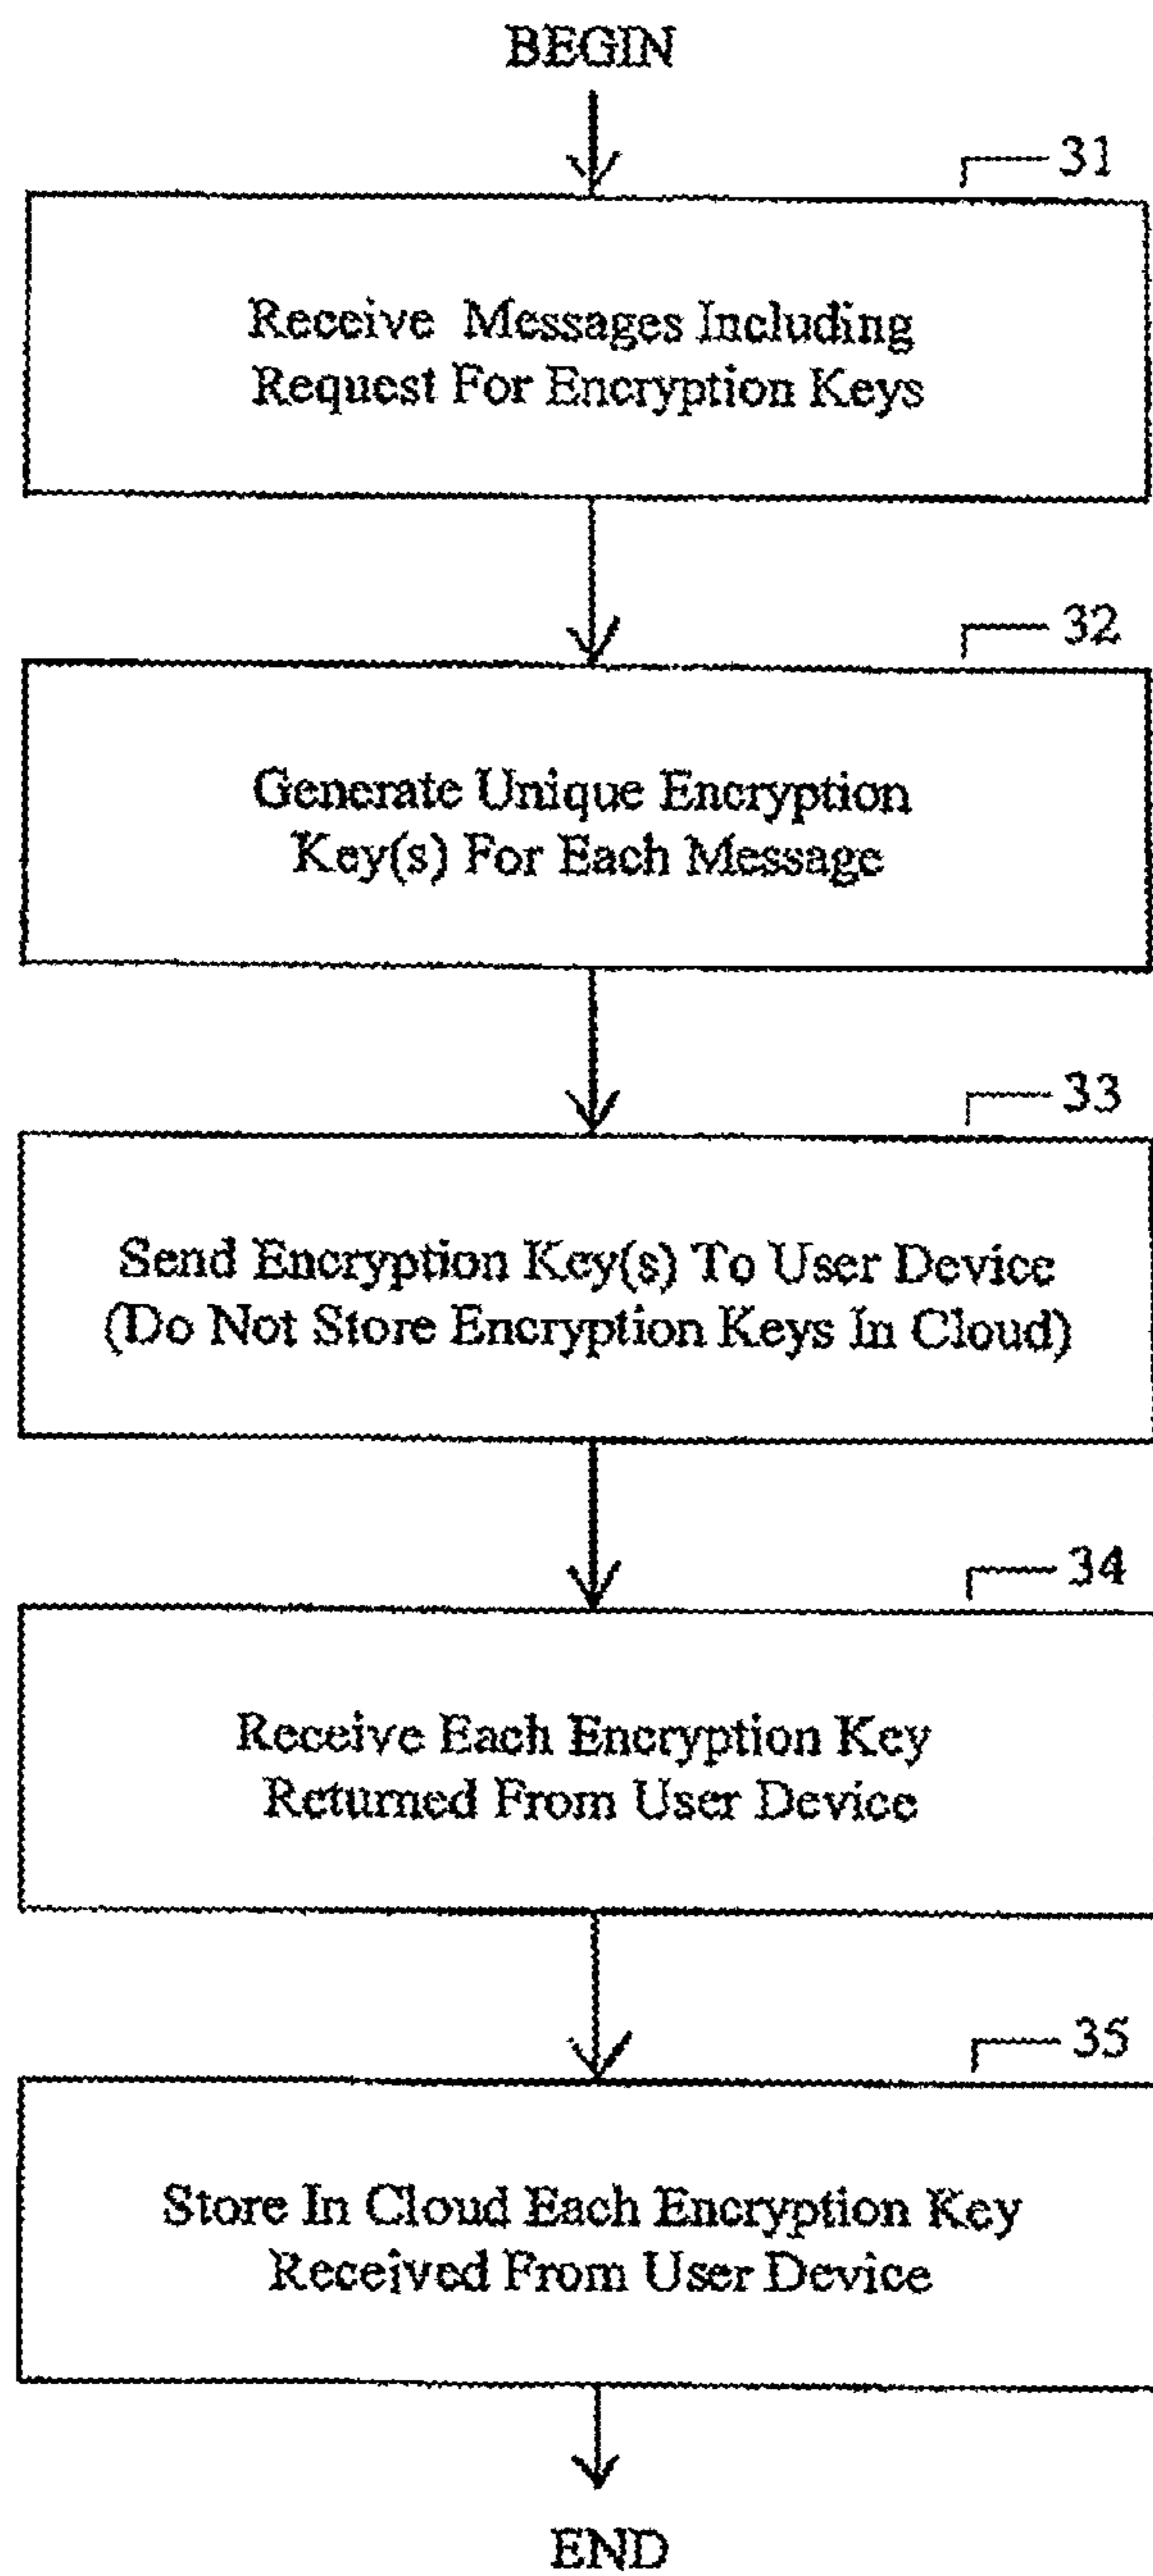 BEGIN
31
Receive Messages Including
Request For Encryption Keys
32
Generate Unique Encryption
Key(s) For Each Message
33
Send Encryption Key(s) To User Device
(Do Not Store Encryption Keys In Cloud)
34
Receive Each Encryption Key
Returned From User Device
35
Store In Cloud Each Encryption Key
Received From User Device
END